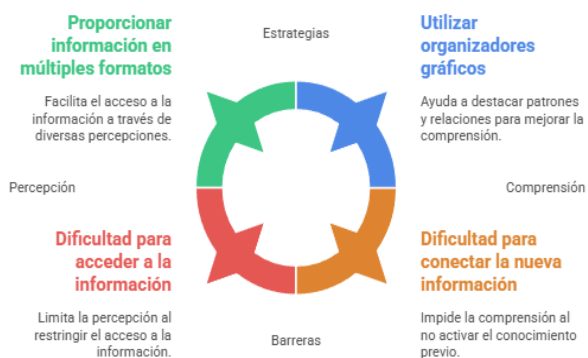 Proporcionar
información en
múltiples formatos
Facilita el acceso a la
información a través de
diversas percepciones.
Estrategias
Utilizar
organizadores
gráficos
Ayuda a destacar patrones
y relaciones para mejorar la
comprensión.
Percepción
Comprensión
Dificultad para
acceder a la
información
Limita la percepción al
restringir el acceso a la
información.
Barreras
Dificultad para
conectar la nueva
información
Impide la comprensión al
no activar el conocimiento
previo.